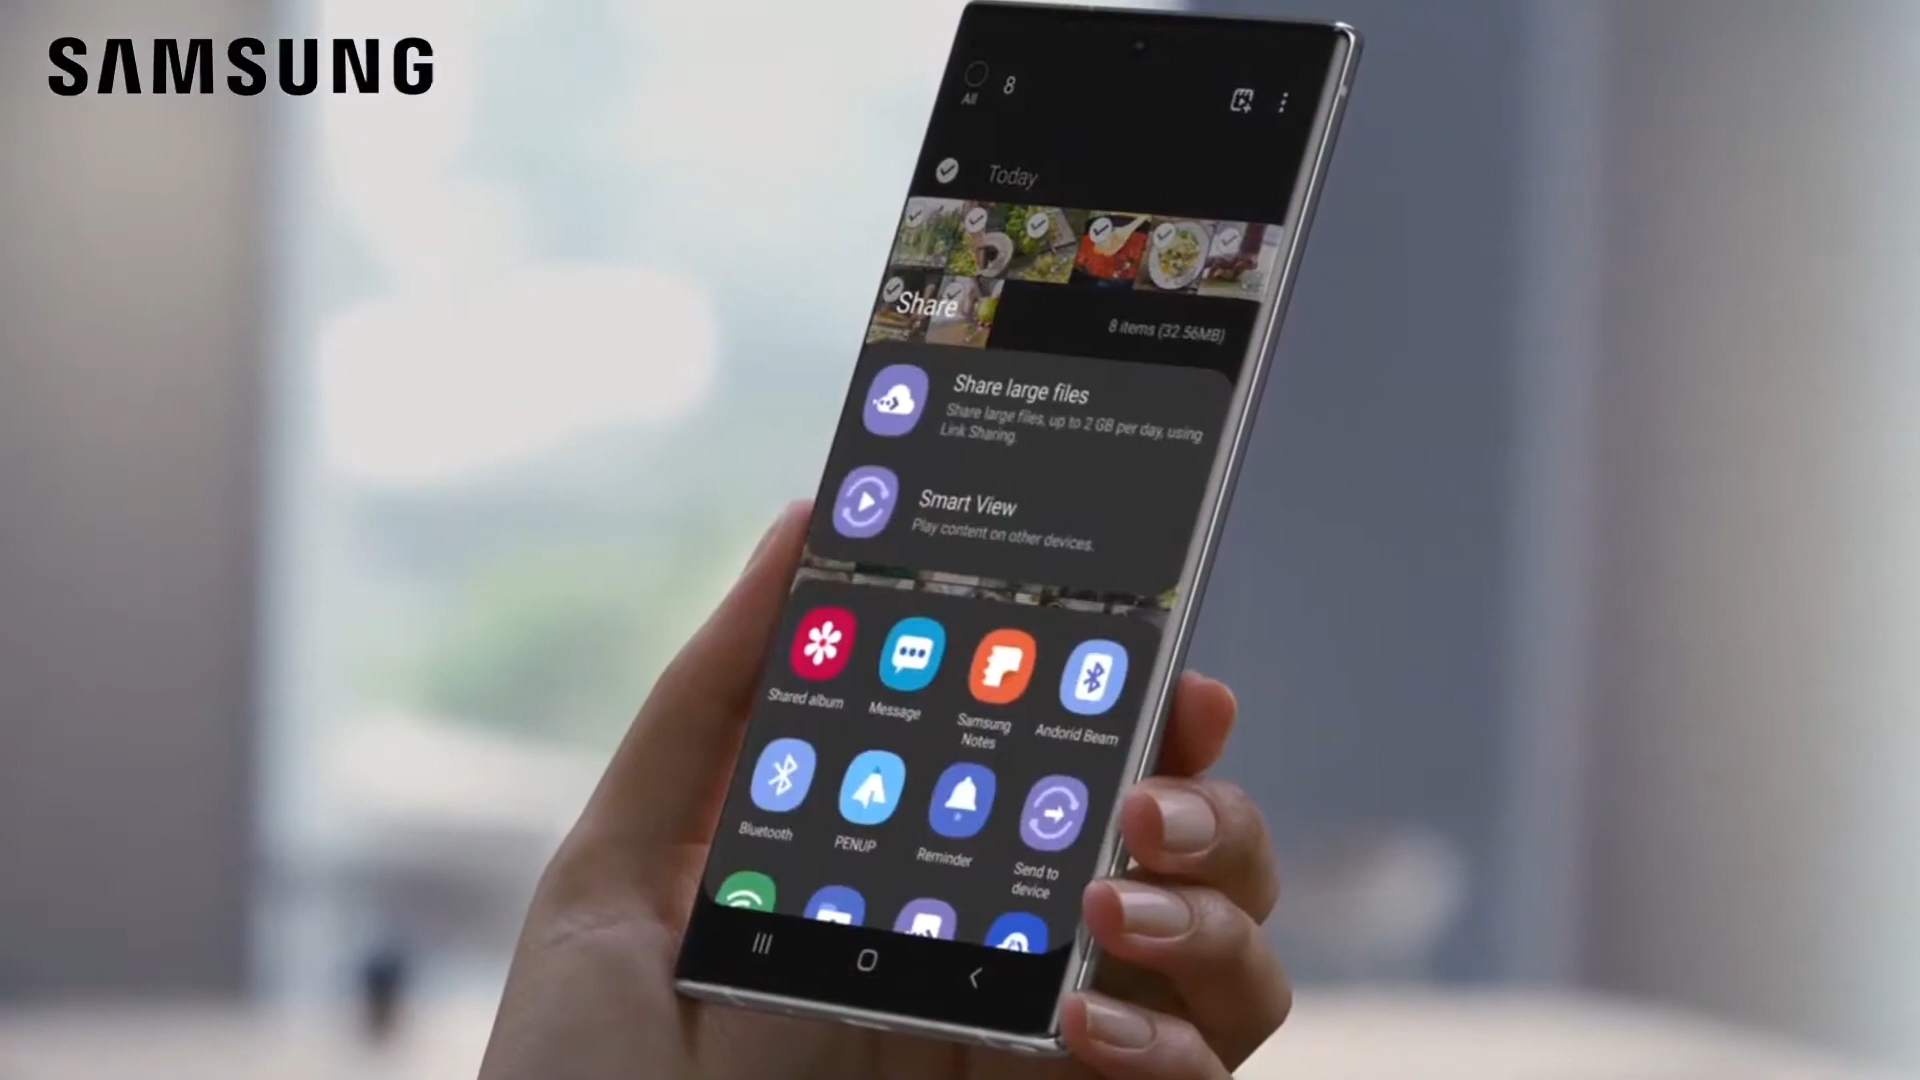 SAMSUNG
All
8
Today
Share
8 items (32.56MB)
Share large files
Share large files, up to 2 GB per day, using
Link Sharing.
Smart View
Play content on other devices.
Shared album
Message
Samsung
Notes
Andorid Beam
Bluetooth
PENUP
Reminder
Send to
device